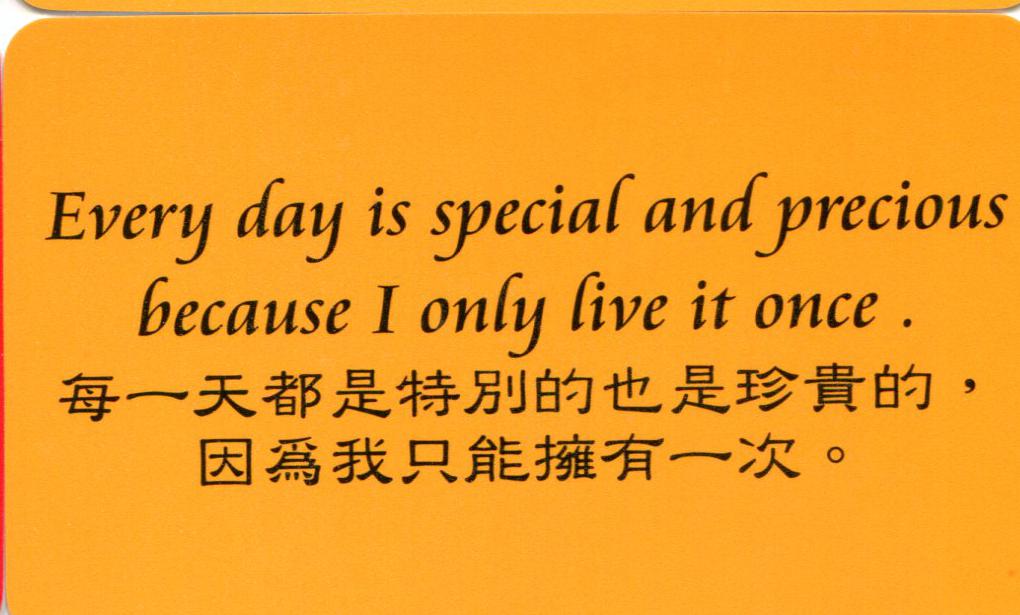 Every day is special and precious
because I only live it once .
每一天都是特別的也是珍貴的，
因爲我只能擁有一次。